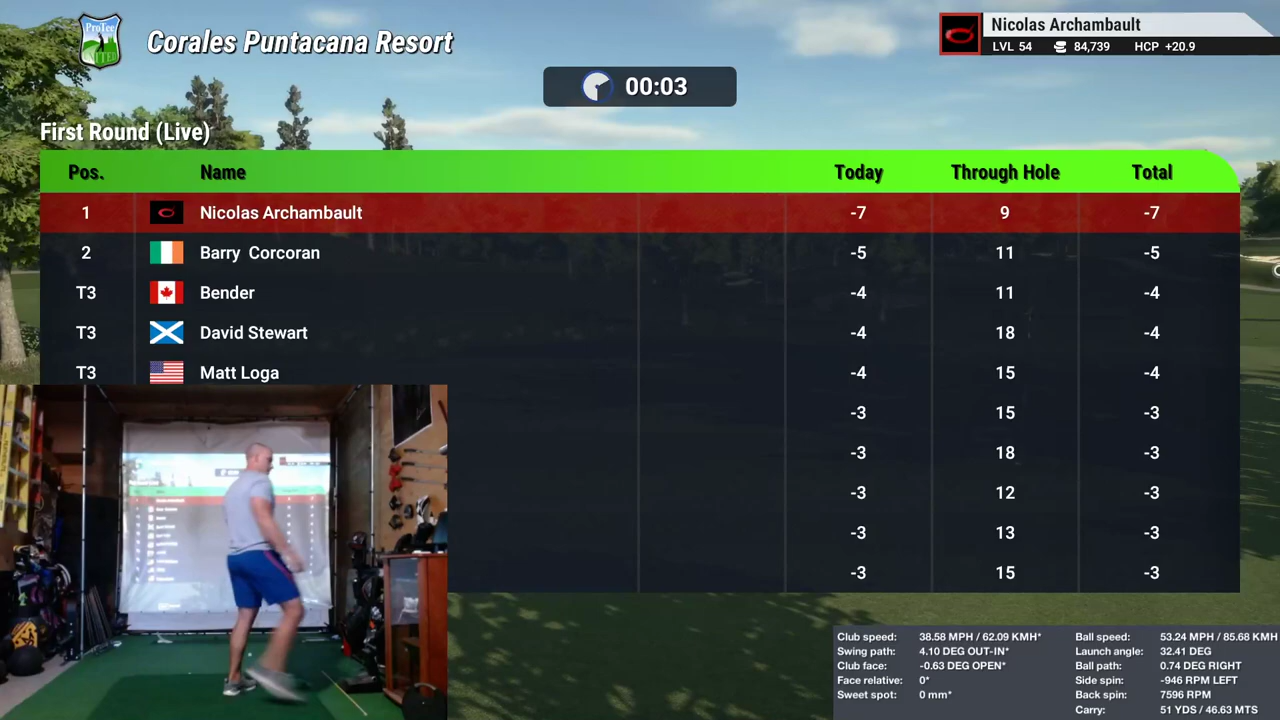 ProTee
UNITED
Corales Puntacana Resort
Nicolas Archambault
LVL 54 84,739 HCP +20.9
00:03
First Round (Live)
Pos. Name Today Through Hole Total
1 Nicolas Archambault -7 9 -7
2 Barry Corcoran -5 11 -5
T3 Bender -4 11 -4
T3 David Stewart -4 18 -4
T3 Matt Loga -4 15 -4
-3 15 -3
-3 18 -3
-3 12 -3
-3 13 -3
-3 15 -3
Club speed: 38.58 MPH / 62.09 KMH* Ball speed: 53.24 MPH / 85.68 KMH
Swing path: 4.10 DEG OUT-IN* Launch angle: 32.41 DEG
Club face: -0.63 DEG OPEN* Ball path: 0.74 DEG RIGHT
Face relative: 0* Side spin: -946 RPM LEFT
Sweet spot: 0 mm* Back spin: 7596 RPM
Carry: 51 YDS / 46.63 MTS